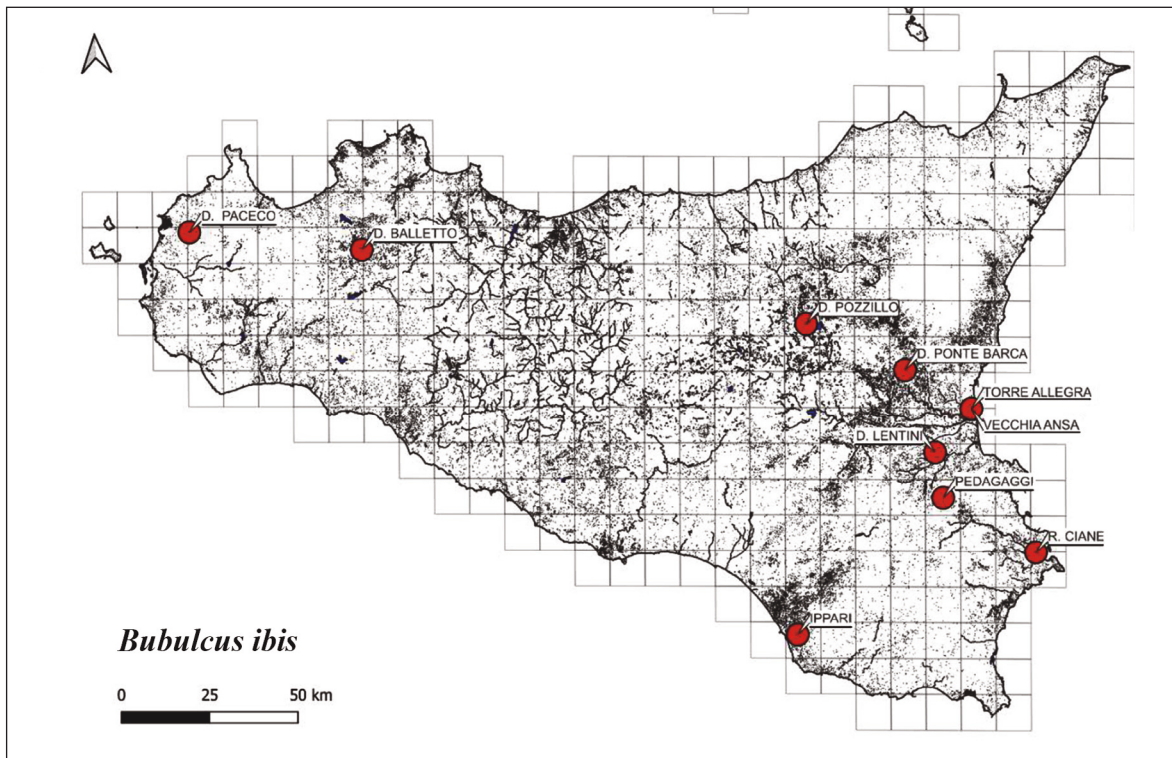 D. PACECO
D. BALLETTO
D. POZZILLO
D. PONTE BARCA
TORRE ALLEGRA
VECCHIA ANSA
D. LENTINI
PEDAGAGGI
R. CIANE
IPPARI
Bubulcus ibis
0 25 50 km